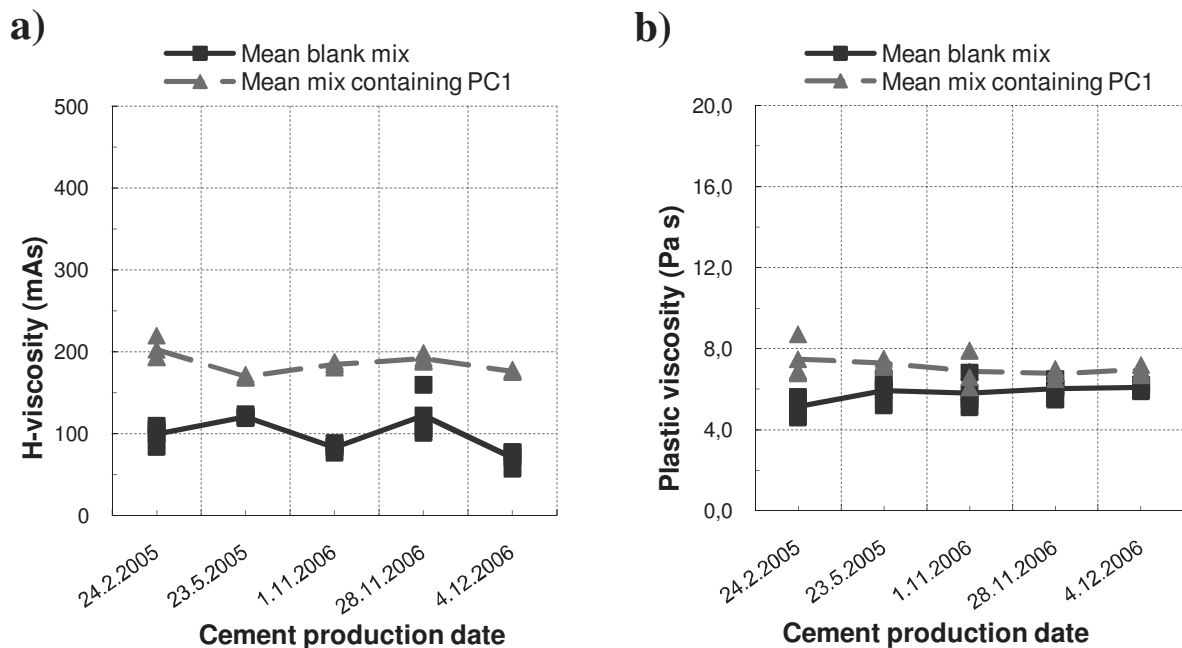 a)
Mean blank mix
Mean mix containing PC1
H-viscosity (mAs)
500
400
300
200
100
0
24.2.2005
23.5.2005
1.11.2006
28.11.2006
4.12.2006
Cement production date
b)
Mean blank mix
Mean mix containing PC1
Plastic viscosity (Pa s)
20,0
16,0
12,0
8,0
4,0
0,0
24.2.2005
23.5.2005
1.11.2006
28.11.2006
4.12.2006
Cement production date